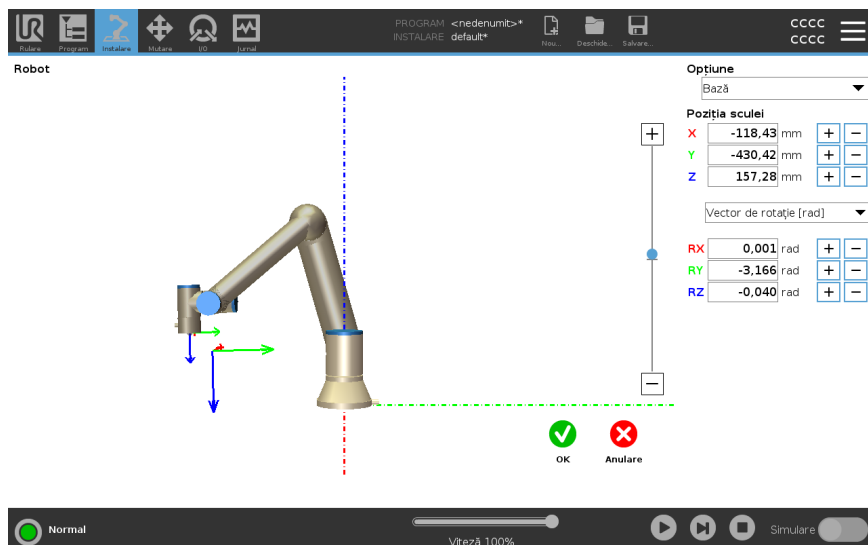 UR
Rulare
Program
Instalare
Mutare
I/O
Jurnal
PROGRAM <nedenumit>*
INSTALARE default*
Nou...
Deschide...
Salvare...
cccc
cccc
Robot
Opțiune
Bază
Poziția sculei
X -118,43 mm + −
Y -430,42 mm + −
Z 157,28 mm + −
Vector de rotație [rad]
RX 0,001 rad + −
RY -3,166 rad + −
RZ -0,040 rad + −
+
−
OK
Anulare
Normal
Viteză 100%
Simulare